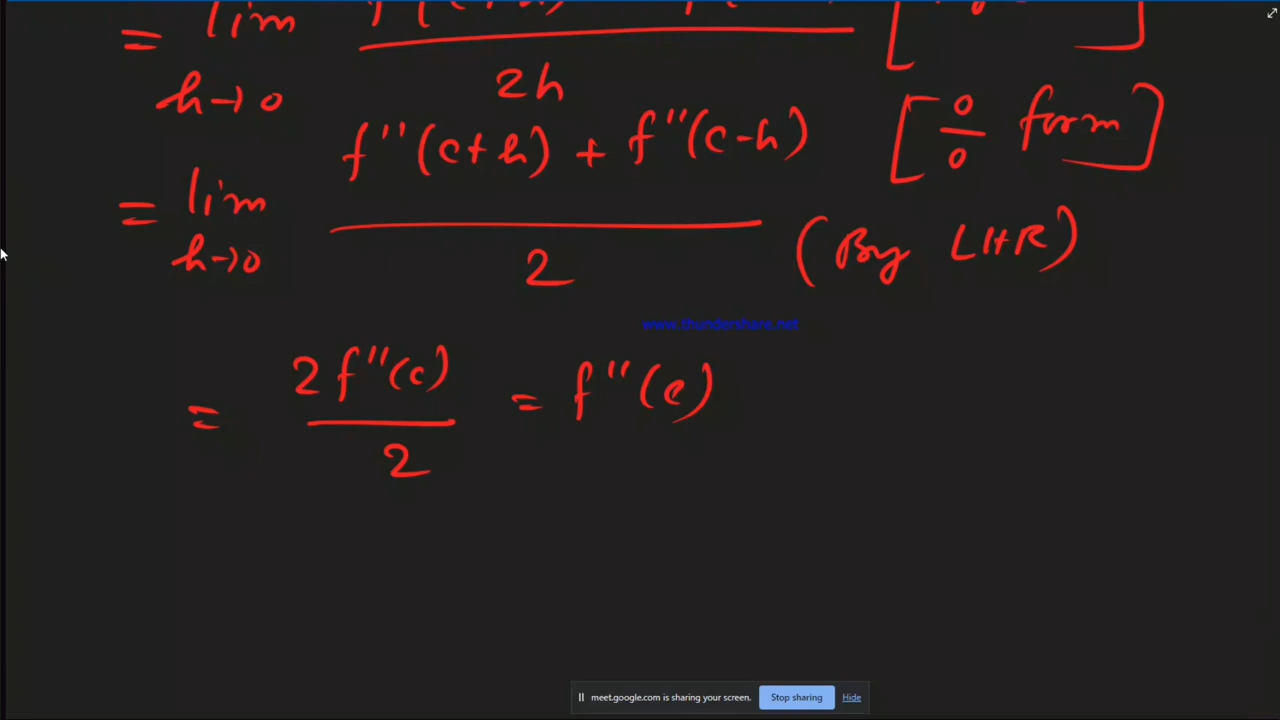 = lim
h→0 2h
f''(c+h) + f''(c-h) [0/0 form]
= lim ―――
h→0 2 (By LHR)
www.thundershare.net
= 2f''(c)/2 = f''(c)
meet.google.com is sharing your screen. Stop sharing Hide